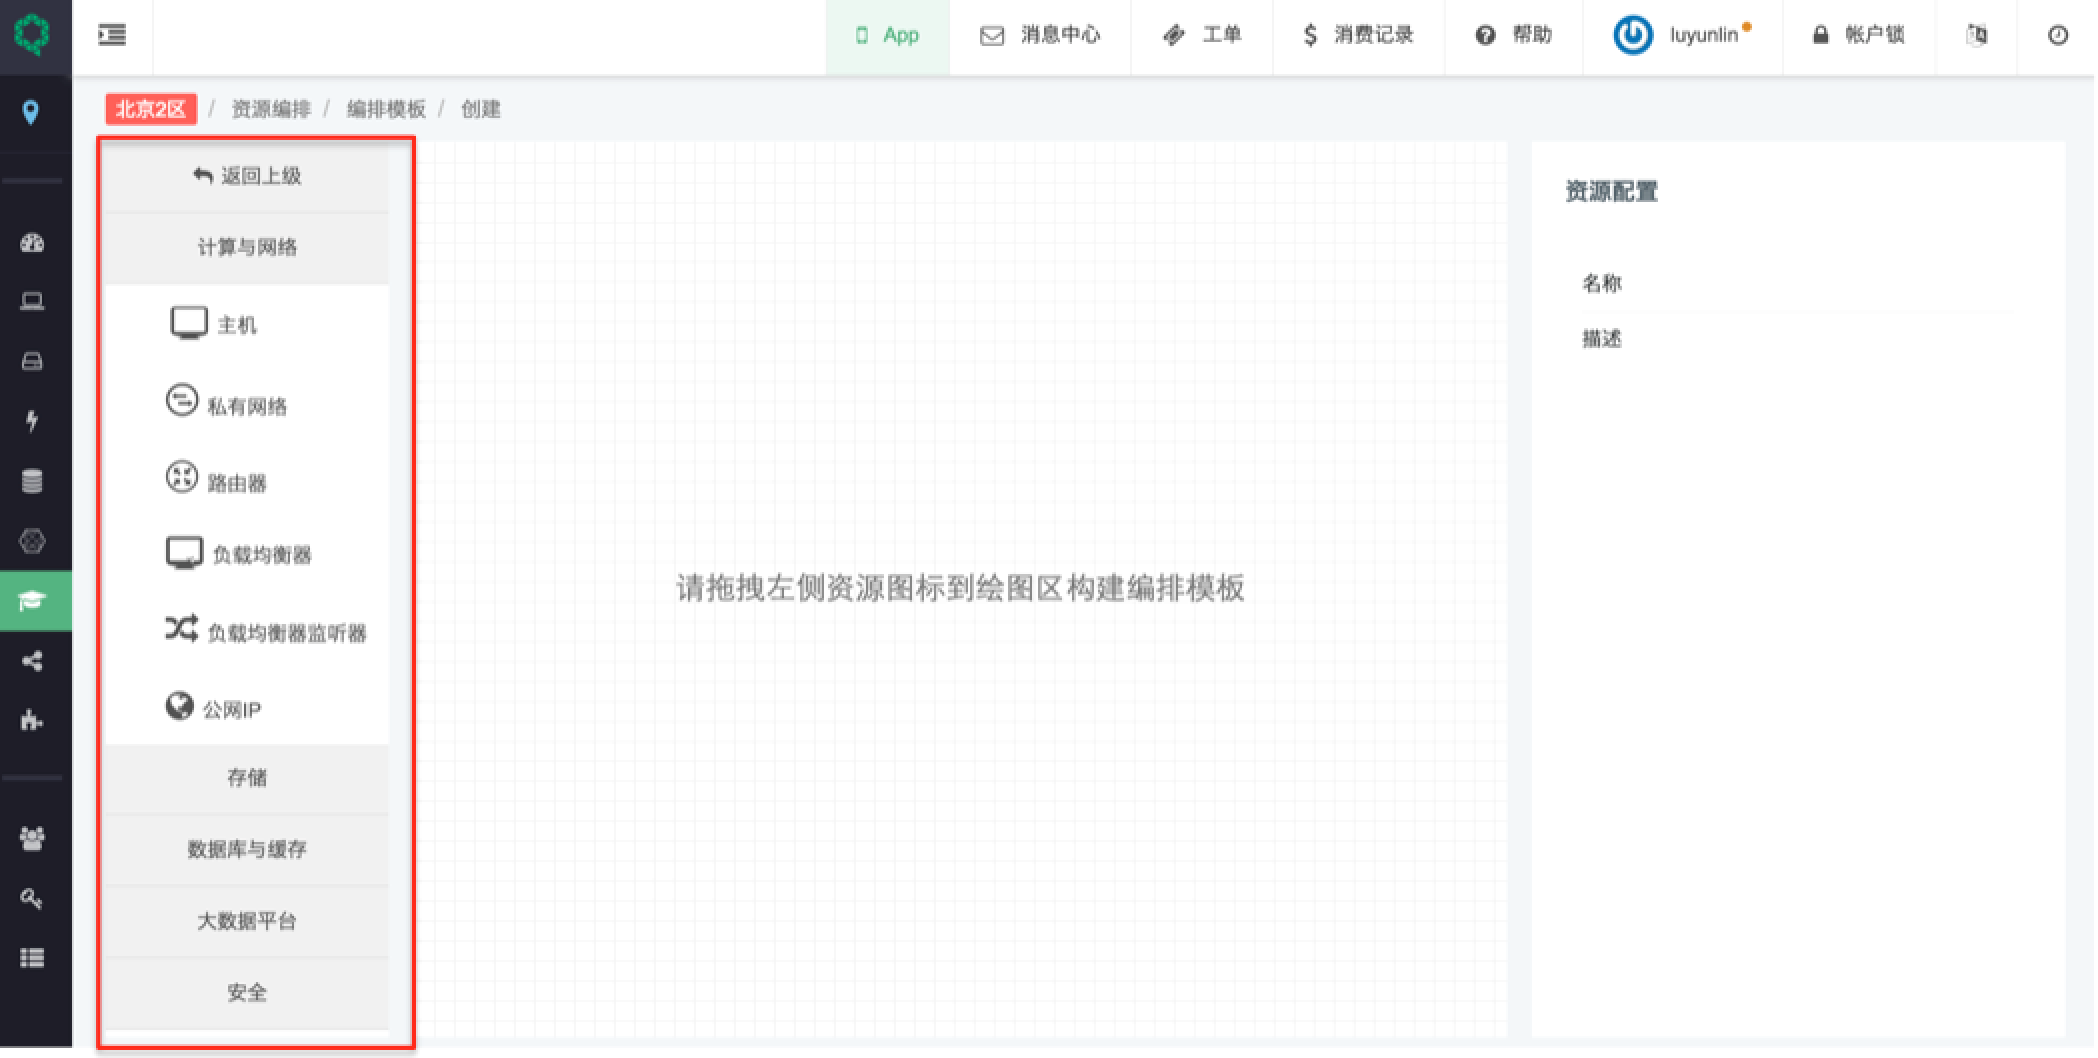 App 消息中心 工单 消费记录 帮助 luyunlin 帐户锁
北京2区 / 资源编排 / 编排模板 / 创建
返回上级
计算与网络
主机
私有网络
路由器
负载均衡器
负载均衡器监听器
公网IP
存储
数据库与缓存
大数据平台
安全
请拖拽左侧资源图标到绘图区构建编排模板
资源配置
名称
描述